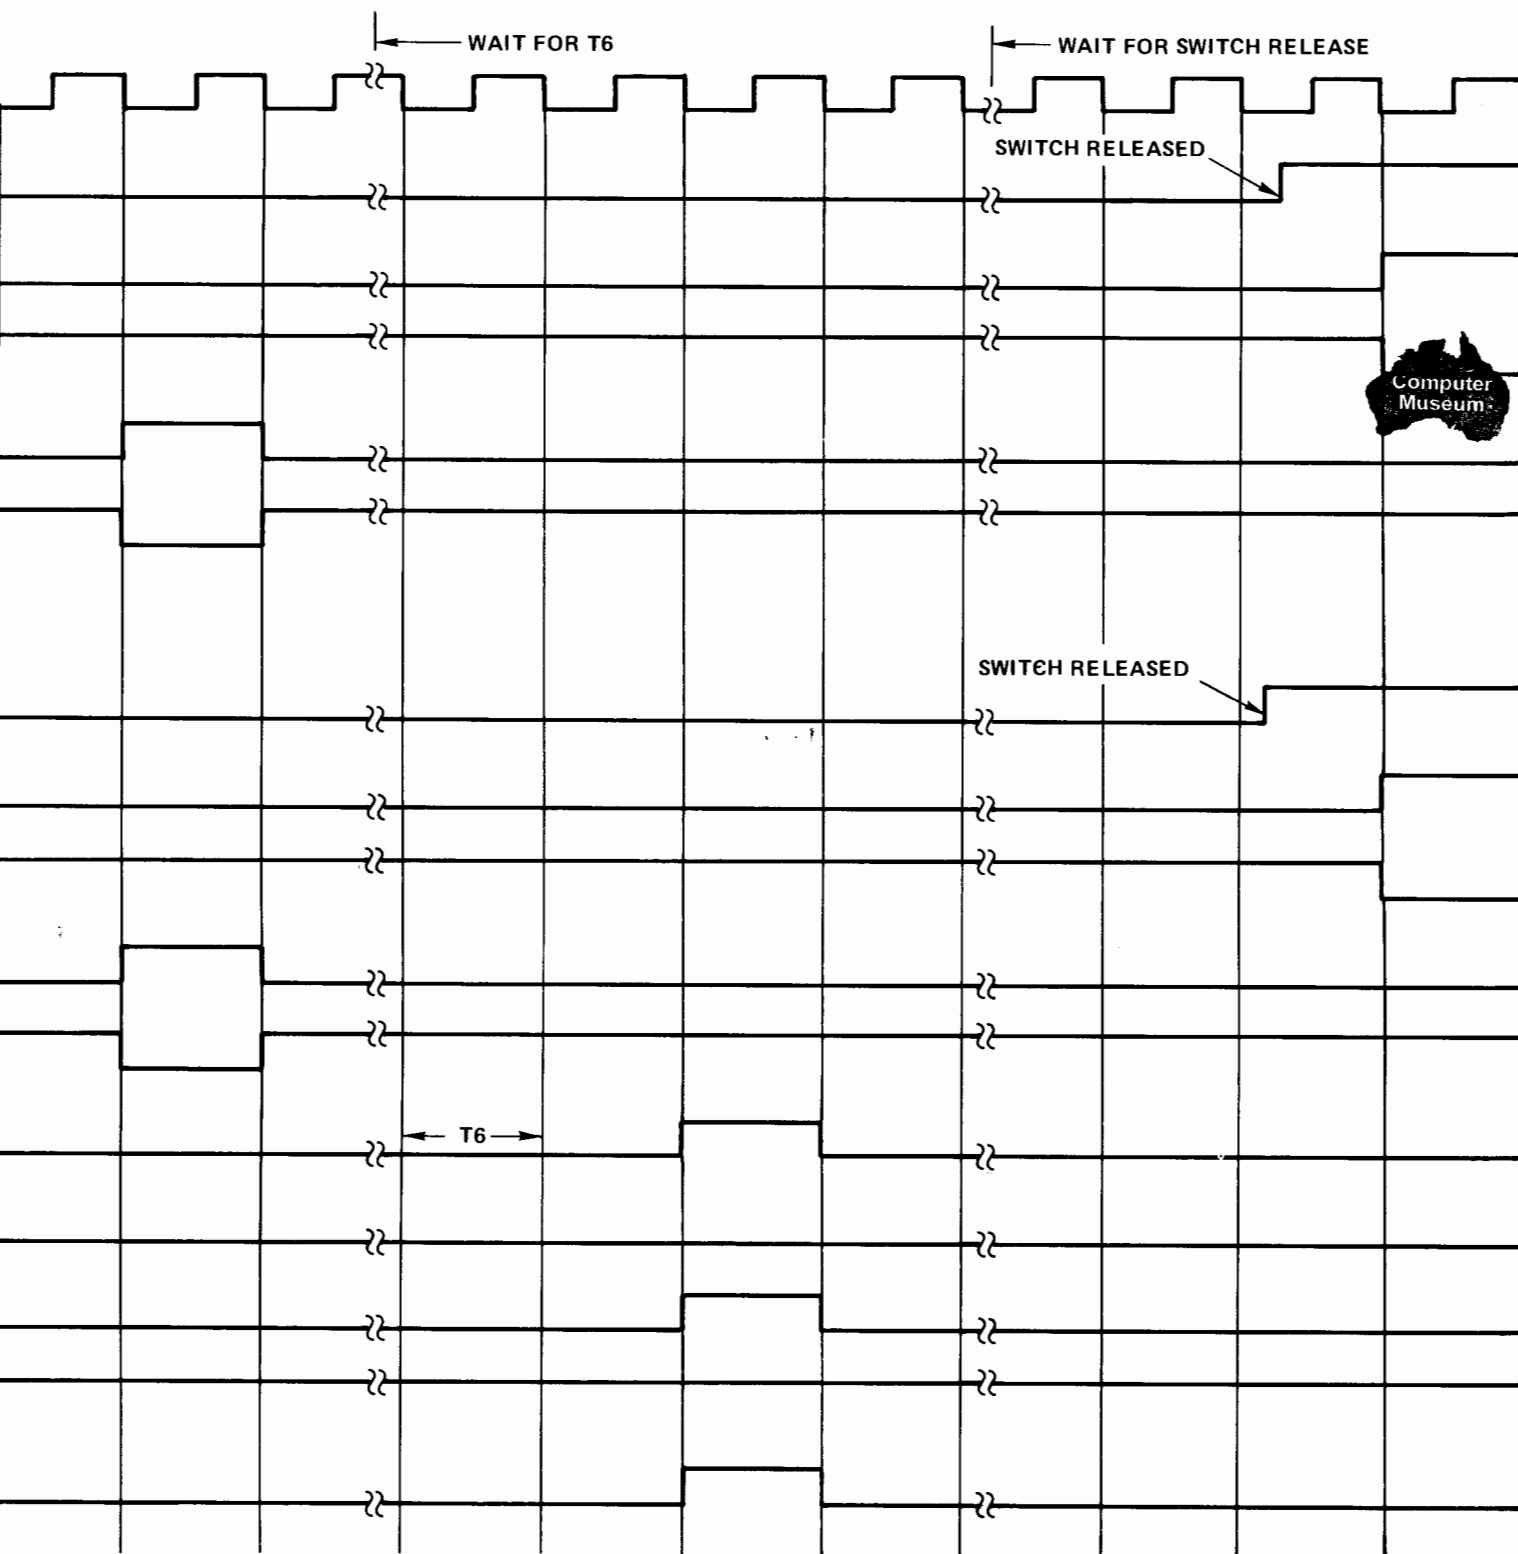 WAIT FOR T6
WAIT FOR SWITCH RELEASE
SWITCH RELEASED
Computer
Museum
SWITCH RELEASED
T6